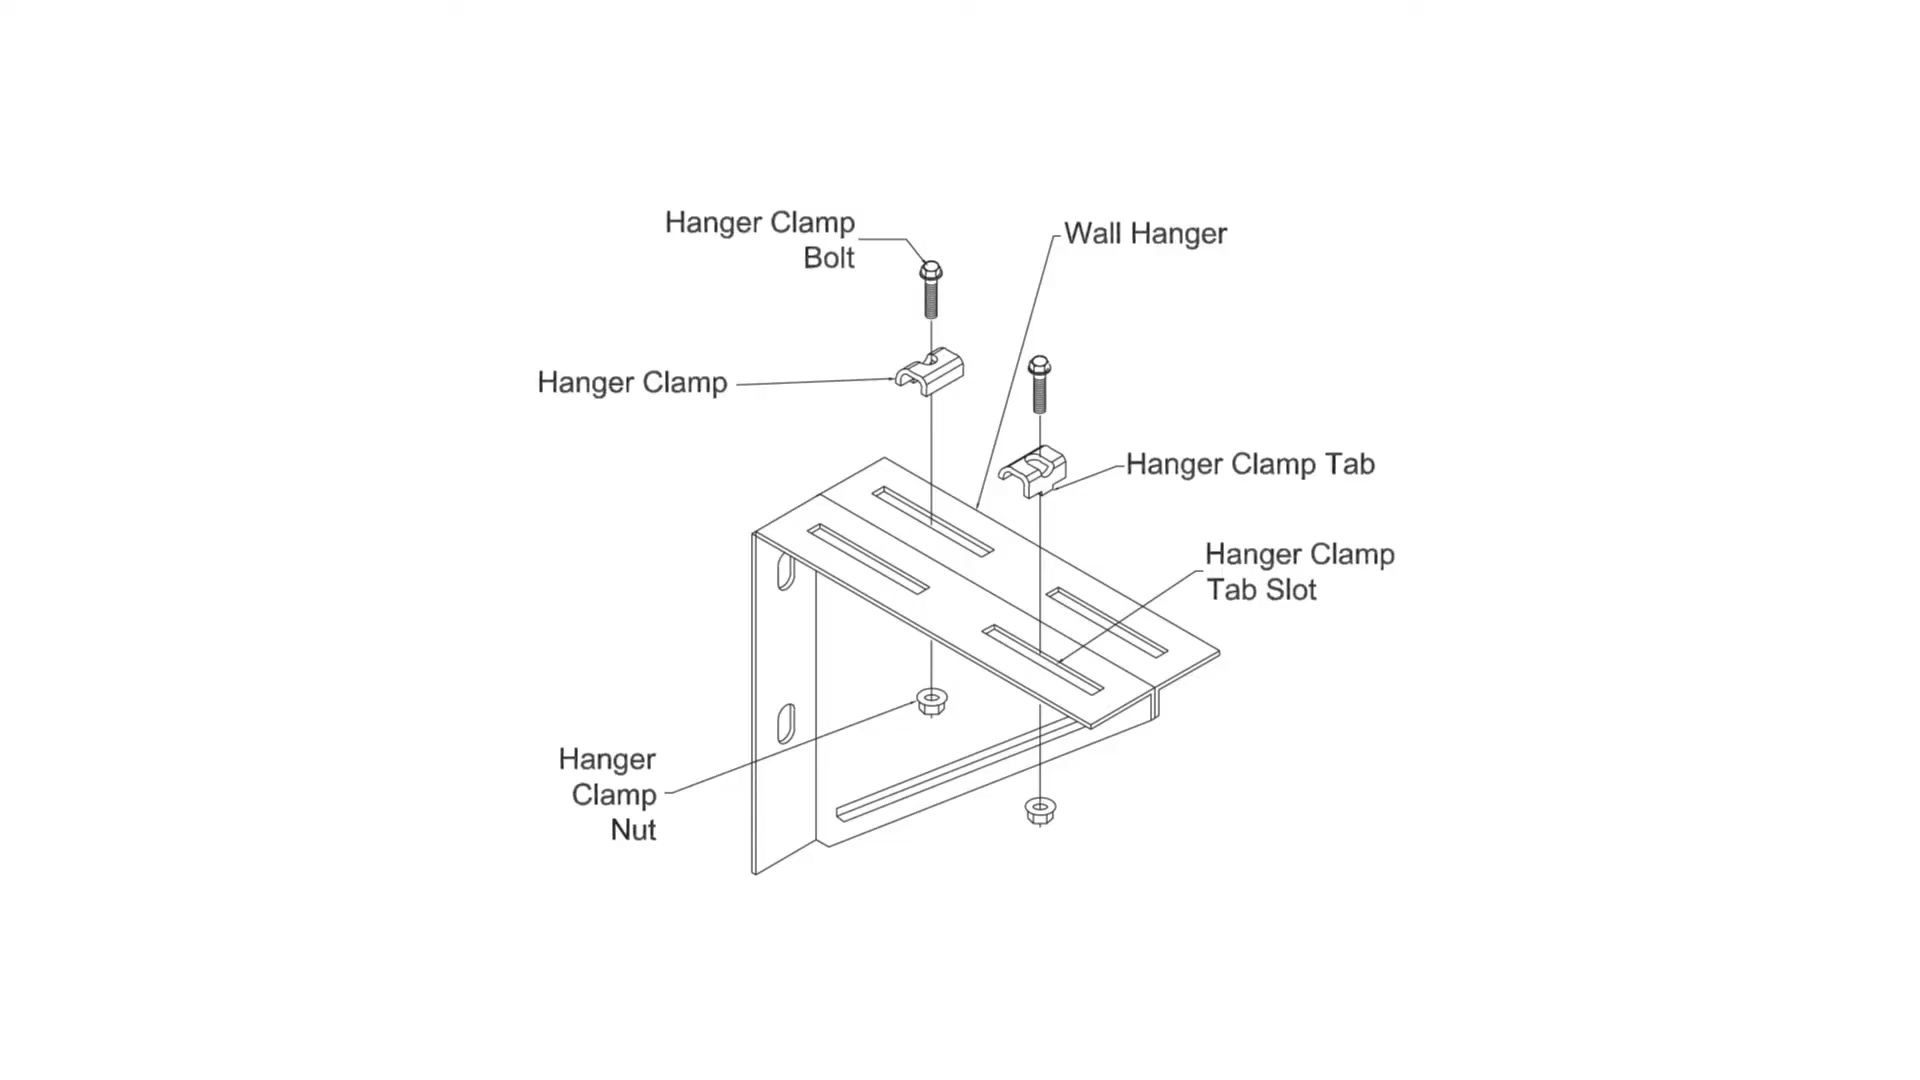 Hanger Clamp
Bolt
Wall Hanger
Hanger Clamp
Hanger Clamp Tab
Hanger Clamp
Tab Slot
Hanger
Clamp
Nut